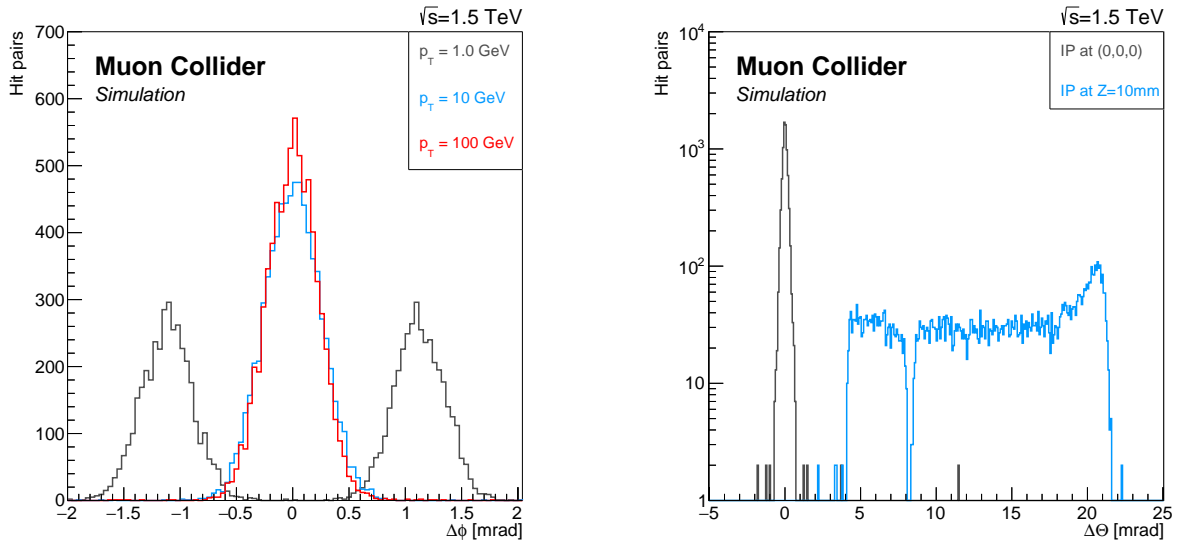 √s=1.5 TeV
Hit pairs
700
600
500
400
300
200
100
0
Muon Collider
Simulation
p_T = 1.0 GeV
p_T = 10 GeV
p_T = 100 GeV
−2 −1.5 −1 −0.5 0 0.5 1 1.5 2
Δϕ [mrad]
√s=1.5 TeV
Hit pairs
10^4
10^3
10^2
10
1
Muon Collider
Simulation
IP at (0,0,0)
IP at Z=10mm
−5 0 5 10 15 20 25
ΔΘ [mrad]